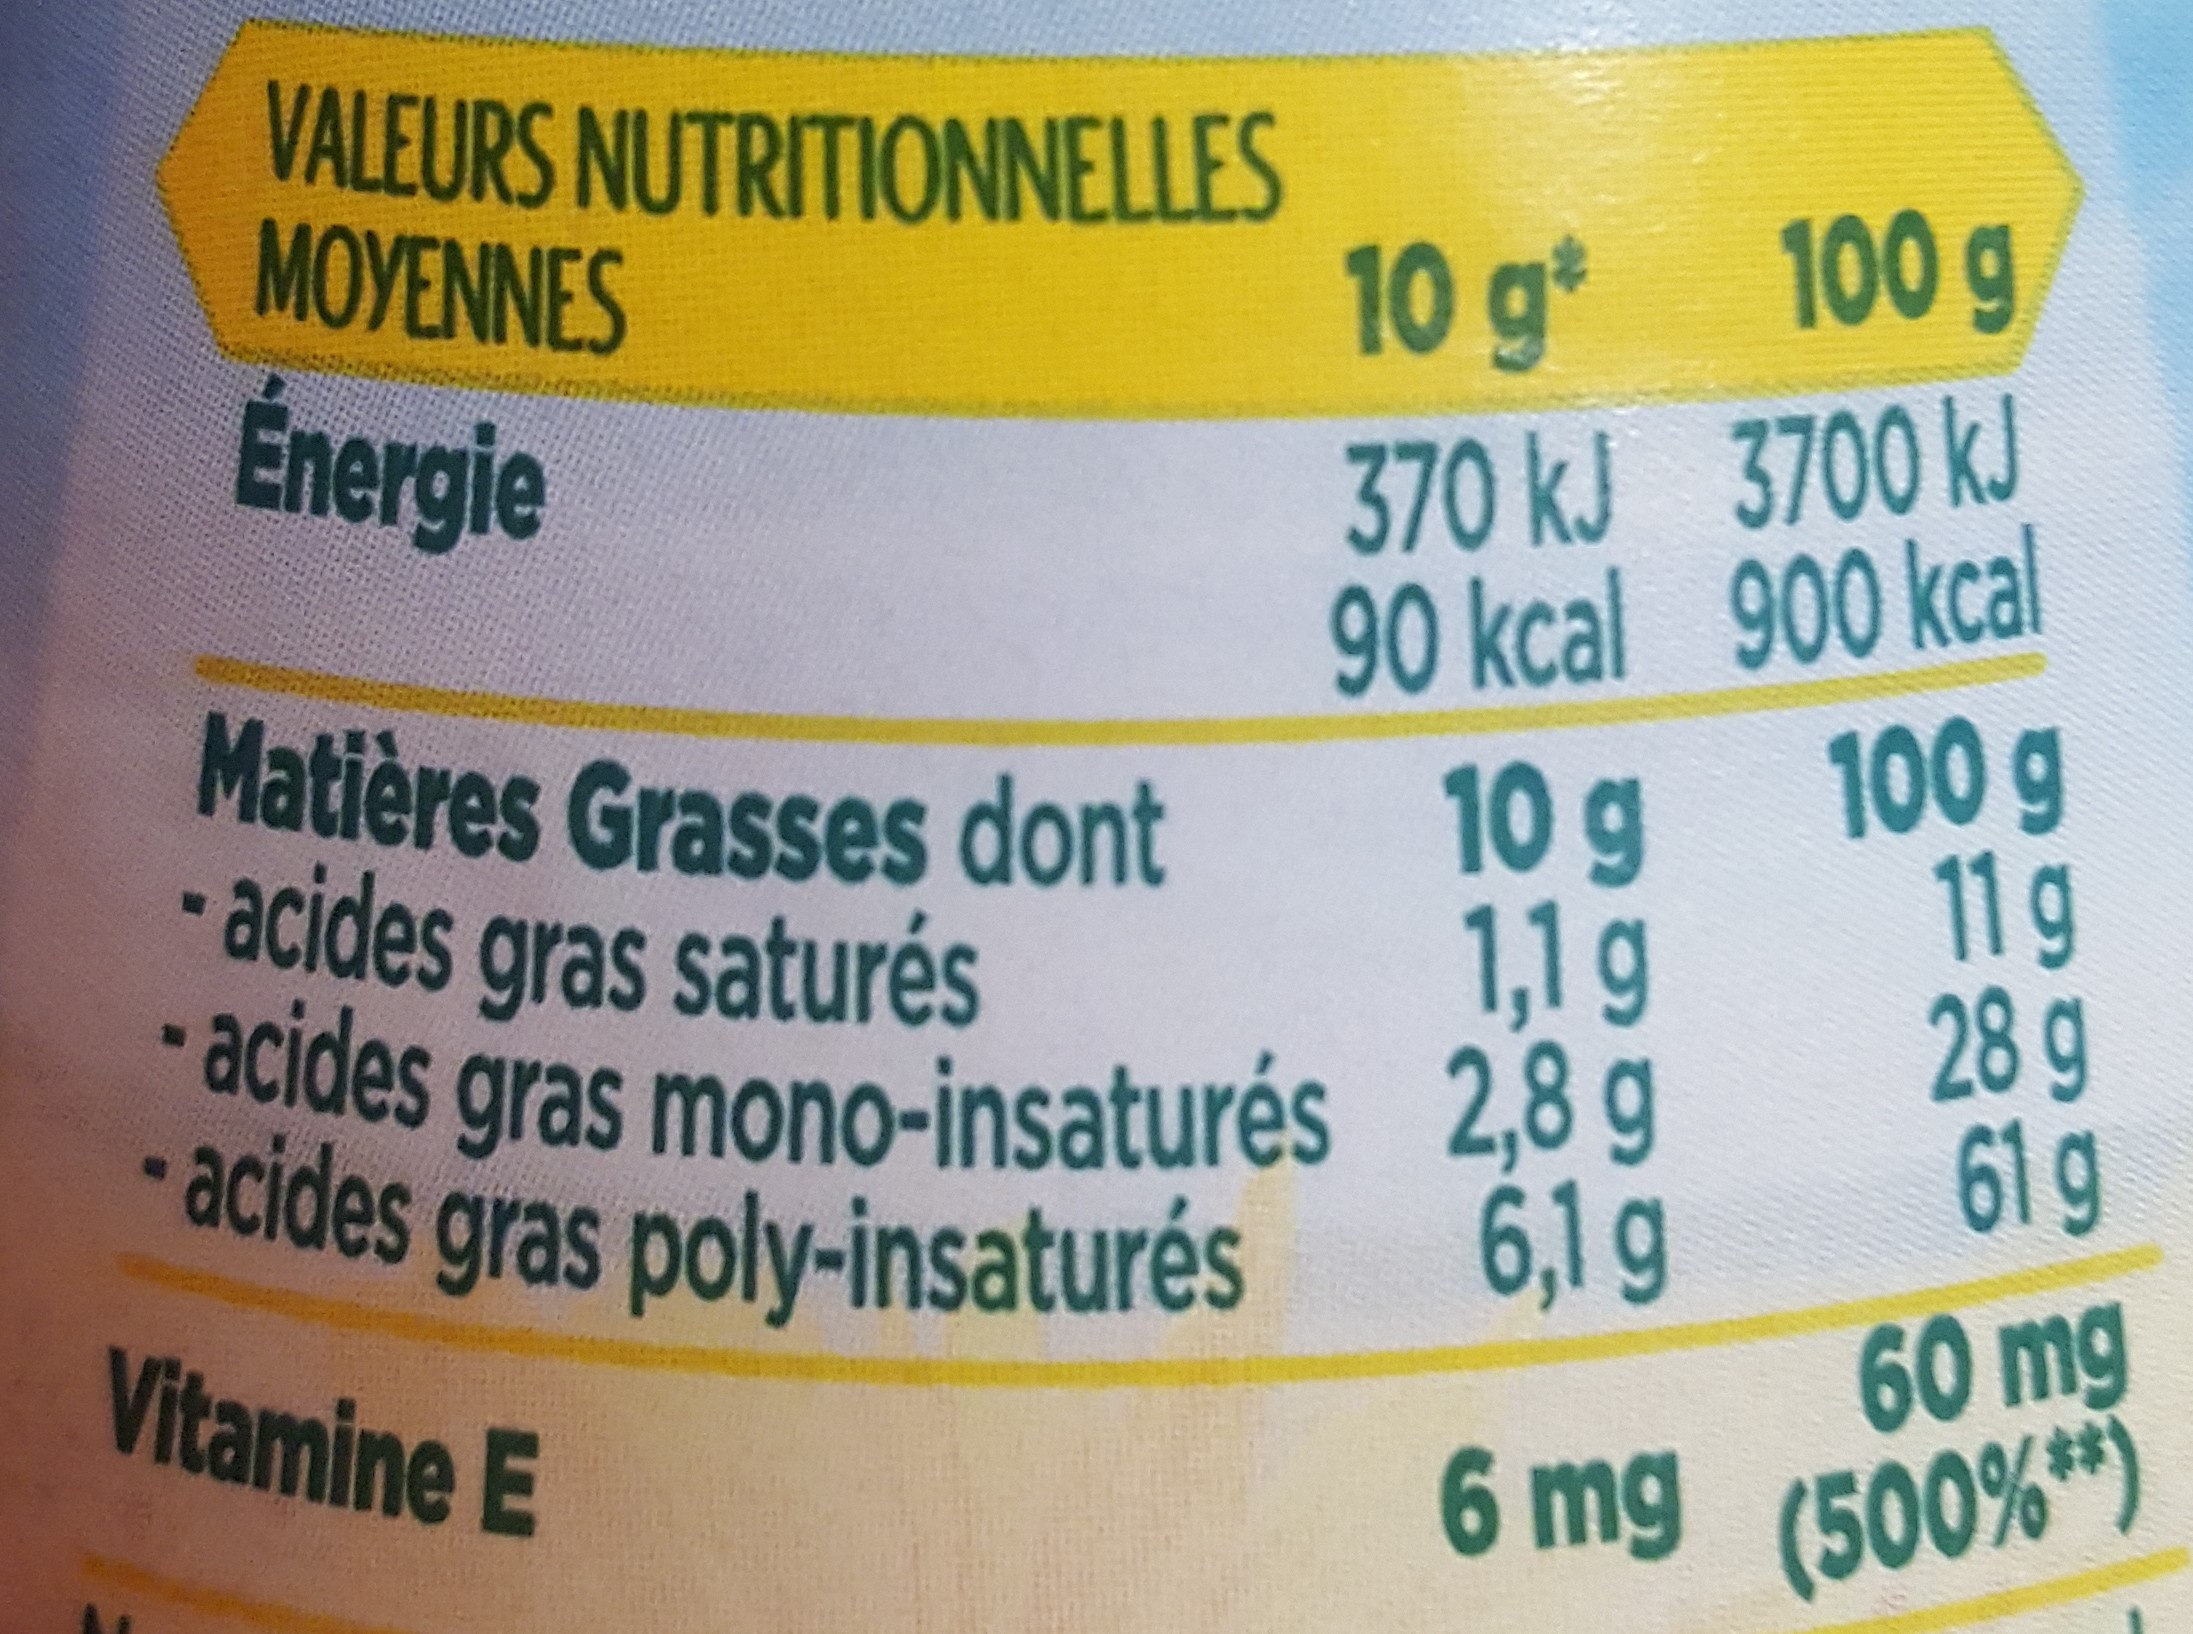 VALEURS NUTRITIONNELLES
MOYENNES 10 g* 100 g
Énergie 370 kJ 3700 kJ
90 kcal 900 kcal
Matières Grasses dont 10 g 100 g
- acides gras saturés 1,1 g 11 g
- acides gras mono-insaturés 2,8 g 28 g
- acides gras poly-insaturés 6,1 g 61 g
Vitamine E 6 mg 60 mg
(500%**)